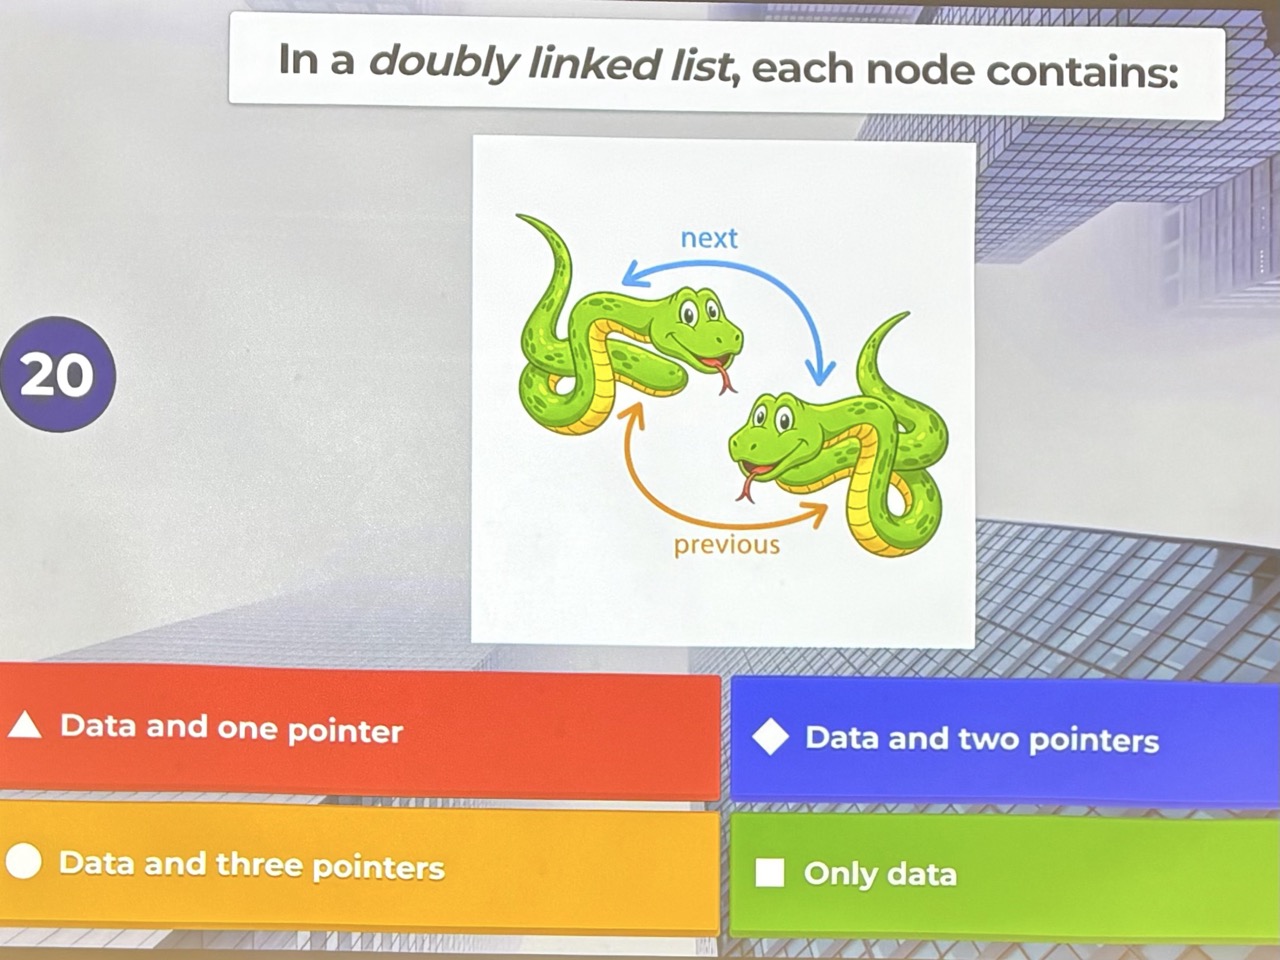 In a doubly linked list, each node contains:
next
20
previous
Data and one pointer
Data and two pointers
Data and three pointers
Only data